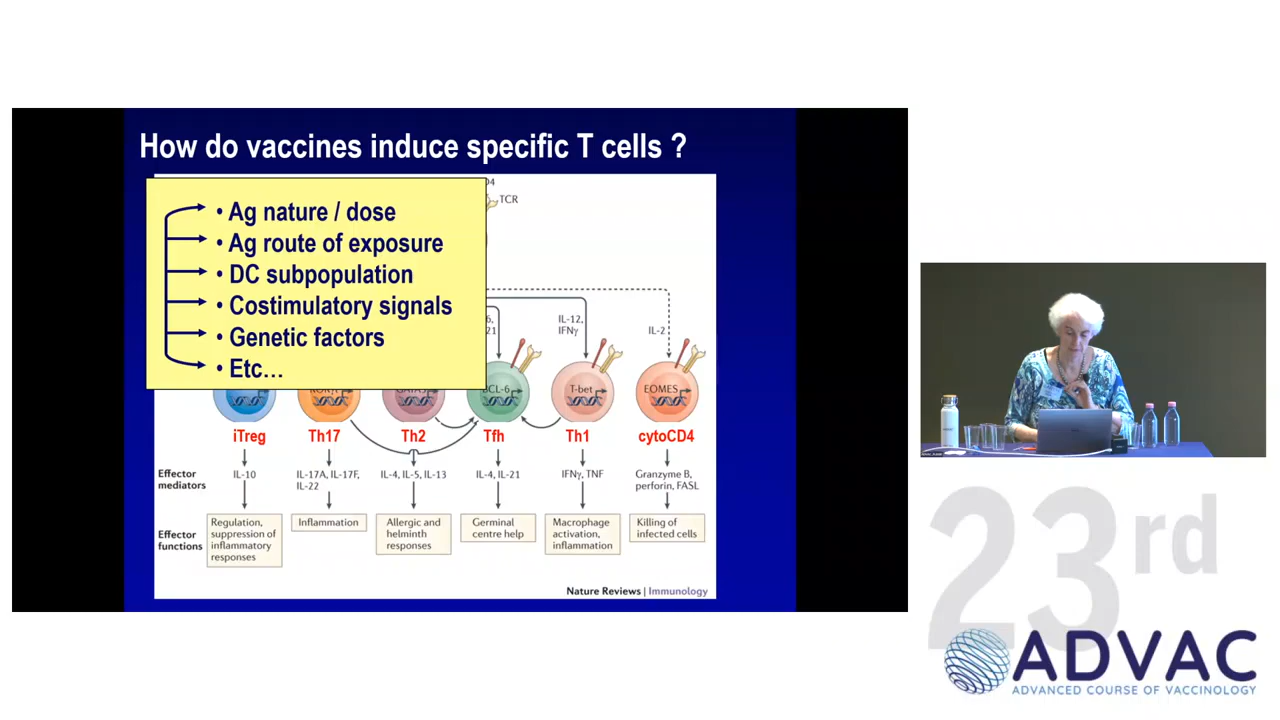 How do vaccines induce specific T cells ?
TCR
• Ag nature / dose
• Ag route of exposure
• DC subpopulation
• Costimulatory signals
• Genetic factors
• Etc…
IL-12,
IFNγ
IL-2
BCL-6
T-bet
EOMES
iTreg
Th17
Th2
Tfh
Th1
cytoCD4
Effector
mediators
IL-10
IL-17A, IL-17F,
IL-22
IL-4, IL-5, IL-13
IL-4, IL-21
IFNγ, TNF
Granzyme B,
perforin, FASL
Effector
functions
Regulation,
suppression of
inflammatory
responses
Inflammation
Allergic and
helminth
responses
Germinal
centre help
Macrophage
activation,
inflammation
Killing of
infected cells
Nature Reviews | Immunology
23rd
ADVAC
ADVANCED COURSE OF VACCINOLOGY